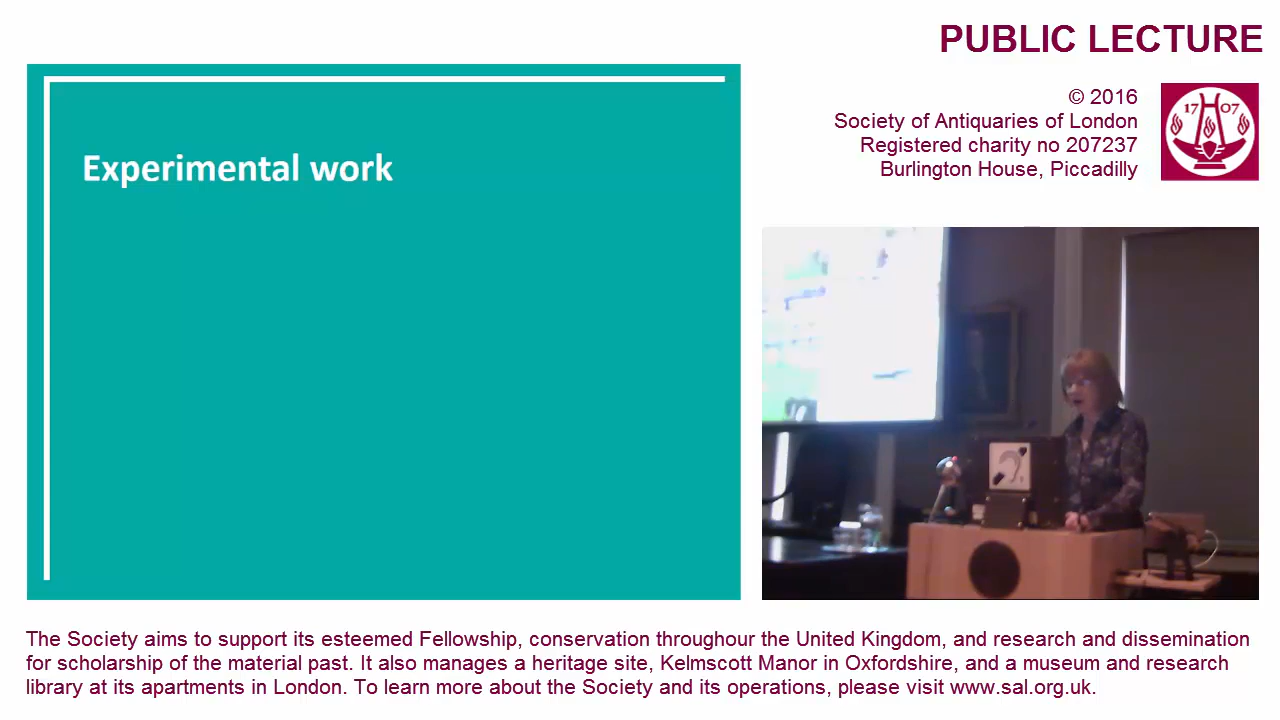 PUBLIC LECTURE
© 2016
Society of Antiquaries of London
Registered charity no 207237
Burlington House, Piccadilly
1707
Experimental work
The Society aims to support its esteemed Fellowship, conservation throughour the United Kingdom, and research and dissemination
for scholarship of the material past. It also manages a heritage site, Kelmscott Manor in Oxfordshire, and a museum and research
library at its apartments in London. To learn more about the Society and its operations, please visit www.sal.org.uk.